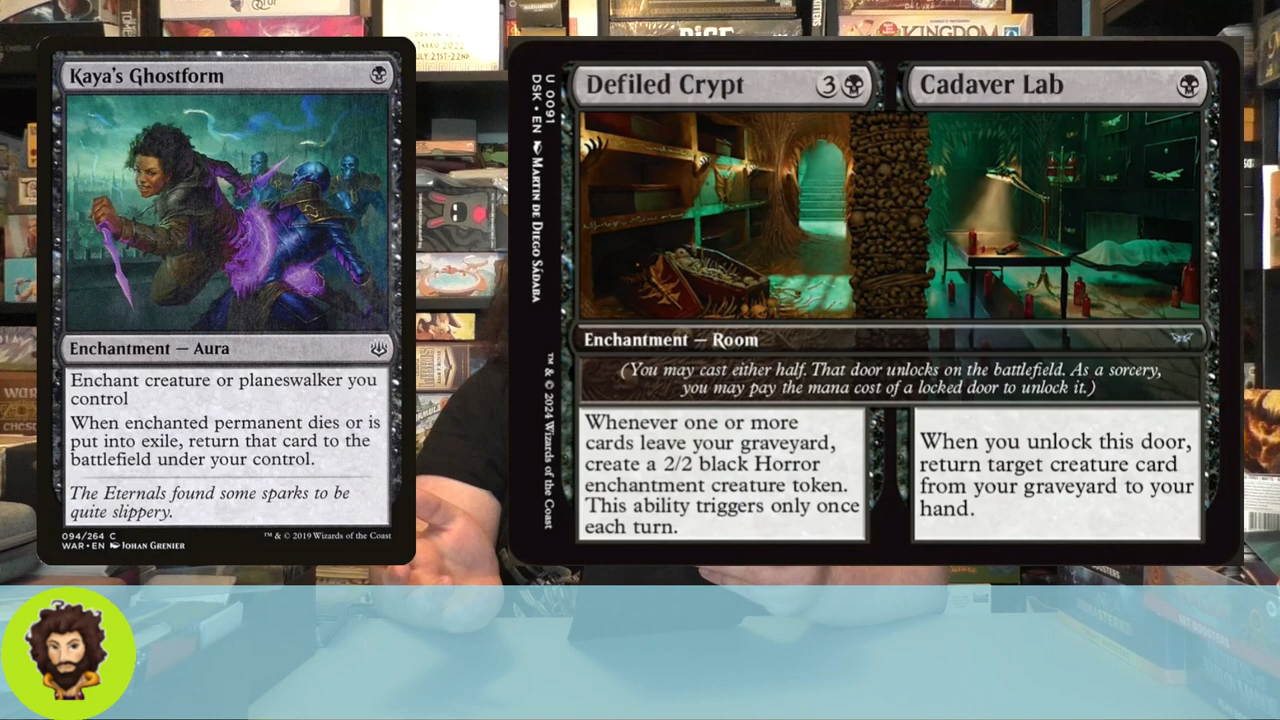 Kaya's Ghostform
Enchantment — Aura
Enchant creature or planeswalker you
control
When enchanted permanent dies or is
put into exile, return that card to the
battlefield under your control.
The Eternals found some sparks to be
quite slippery.
094/264 C
WAR • EN Johan Grenier
™ & © 2019 Wizards of the Coast
U 0091
DSK • EN Martin de Diego Sádaba
™ & © 2024 Wizards of the Coast
Defiled Crypt 3
Cadaver Lab
Enchantment — Room
(You may cast either half. That door unlocks on the battlefield. As a sorcery,
you may pay the mana cost of a locked door to unlock it.)
Whenever one or more
cards leave your graveyard,
create a 2/2 black Horror
enchantment creature token.
This ability triggers only once
each turn.
When you unlock this door,
return target creature card
from your graveyard to your
hand.
2022
JULY 21ST-22ND
KINGDOM